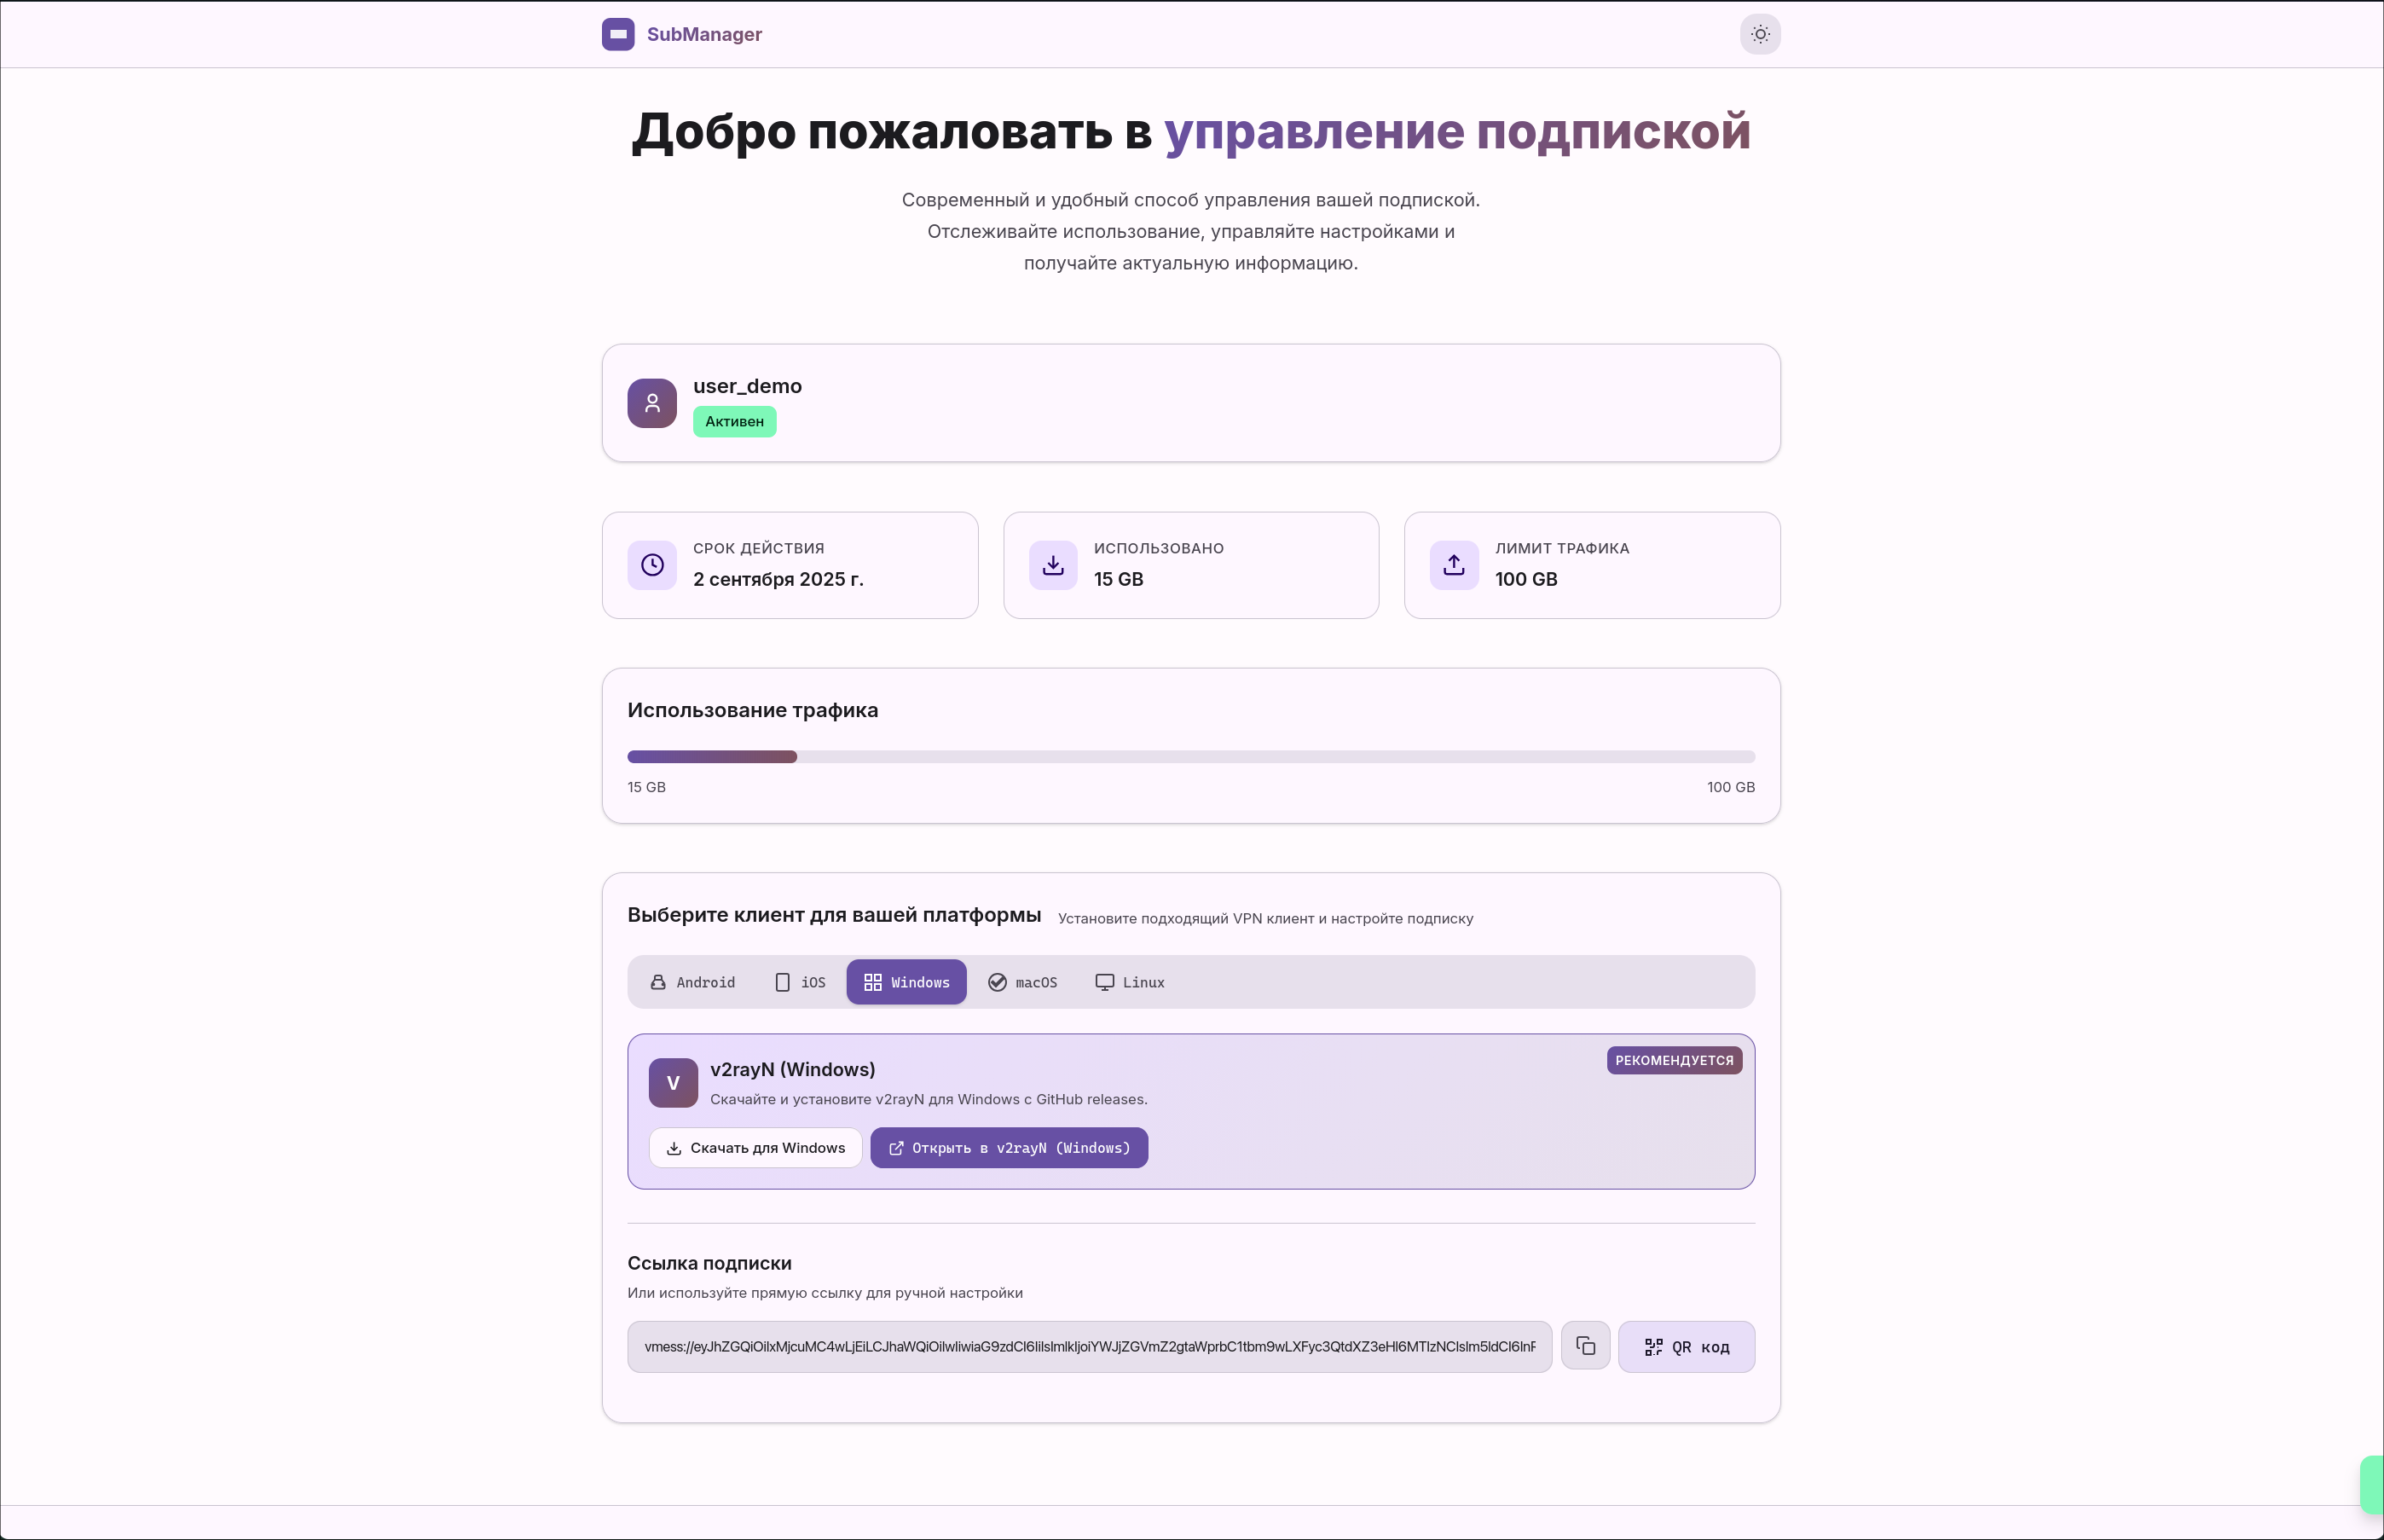 SubManager
Добро пожаловать в управление подпиской
Современный и удобный способ управления вашей подпиской.
Отслеживайте использование, управляйте настройками и
получайте актуальную информацию.
user_demo
Активен
СРОК ДЕЙСТВИЯ
2 сентября 2025 г.
ИСПОЛЬЗОВАНО
15 GB
ЛИМИТ ТРАФИКА
100 GB
Использование трафика
15 GB
100 GB
Выберите клиент для вашей платформы
Установите подходящий VPN клиент и настройте подписку
Android
iOS
Windows
macOS
Linux
РЕКОМЕНДУЕТСЯ
V
v2rayN (Windows)
Скачайте и установите v2rayN для Windows с GitHub releases.
Скачать для Windows
Открыть в v2rayN (Windows)
Ссылка подписки
Или используйте прямую ссылку для ручной настройки
QR код